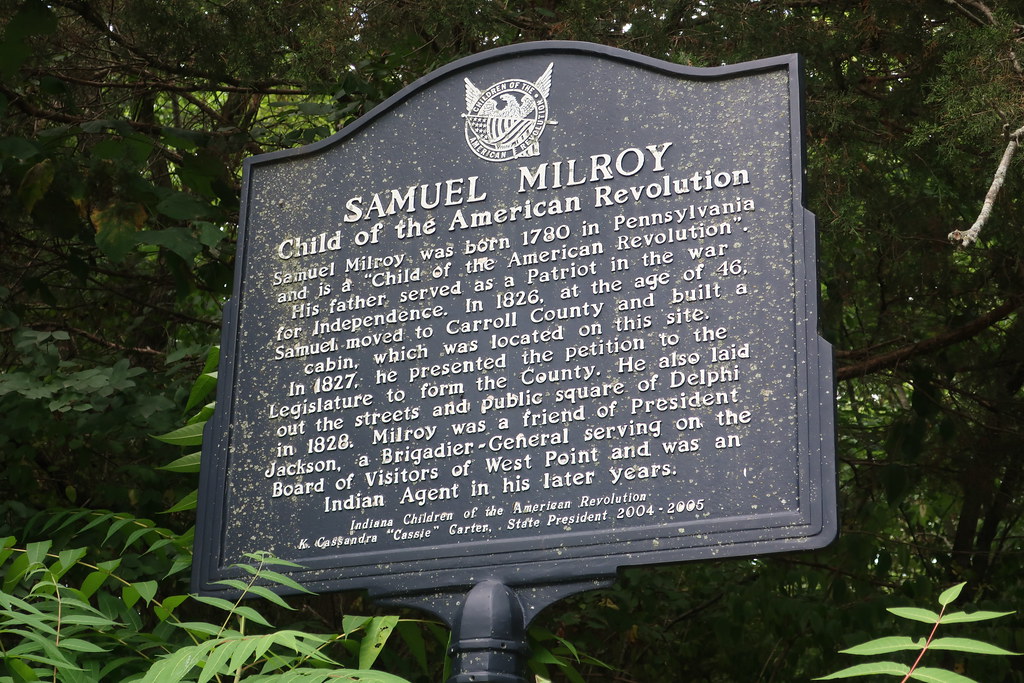 CHILDREN OF THE AMERICAN REVOLUTION
SAMUEL MILROY
Child of the American Revolution
Samuel Milroy was born 1780 in Pennsylvania
and is a "Child of the American Revolution".
His father served as a Patriot in the war
for Independence. In 1826, at the age of 46,
Samuel moved to Carroll County and built a
cabin, which was located on this site.
In 1827, he presented the petition to the
Legislature to form the County. He also laid
out the streets and public square of Delphi
in 1828. Milroy was a friend of President
Jackson, a Brigadier-General serving on the
Board of Visitors of West Point and was an
Indian Agent in his later years.
Indiana Children of the American Revolution
K. Cassandra "Cassie" Carter, State President 2004-2005